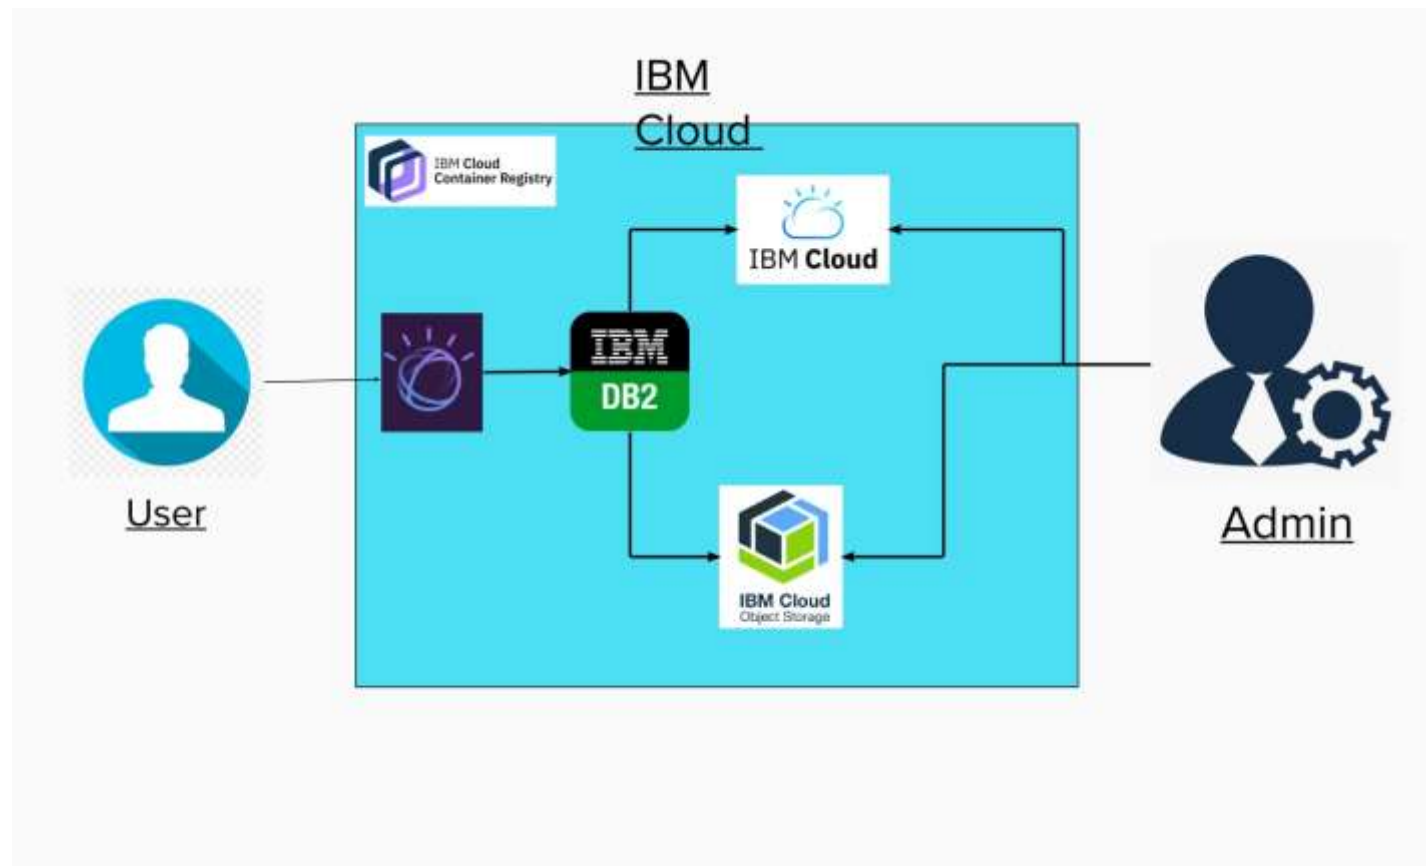 IBM
Cloud
IBM Cloud
Container Registry
IBM Cloud
IBM
DB2
User
IBM Cloud
Object Storage
Admin